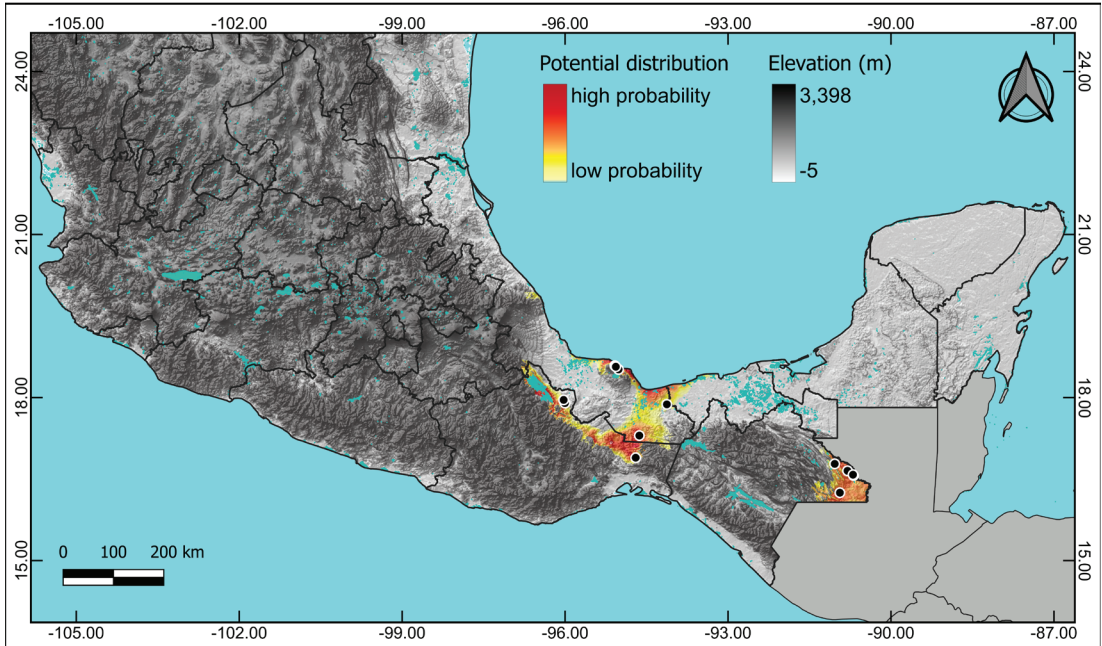 -105.00 -102.00 -99.00 -96.00 -93.00 -90.00 -87.00
24.00 24.00
Potential distribution Elevation (m)
high probability 3,398
low probability -5
21.00 21.00
18.00 18.00
15.00 15.00
0 100 200 km
-105.00 -102.00 -99.00 -96.00 -93.00 -90.00 -87.00